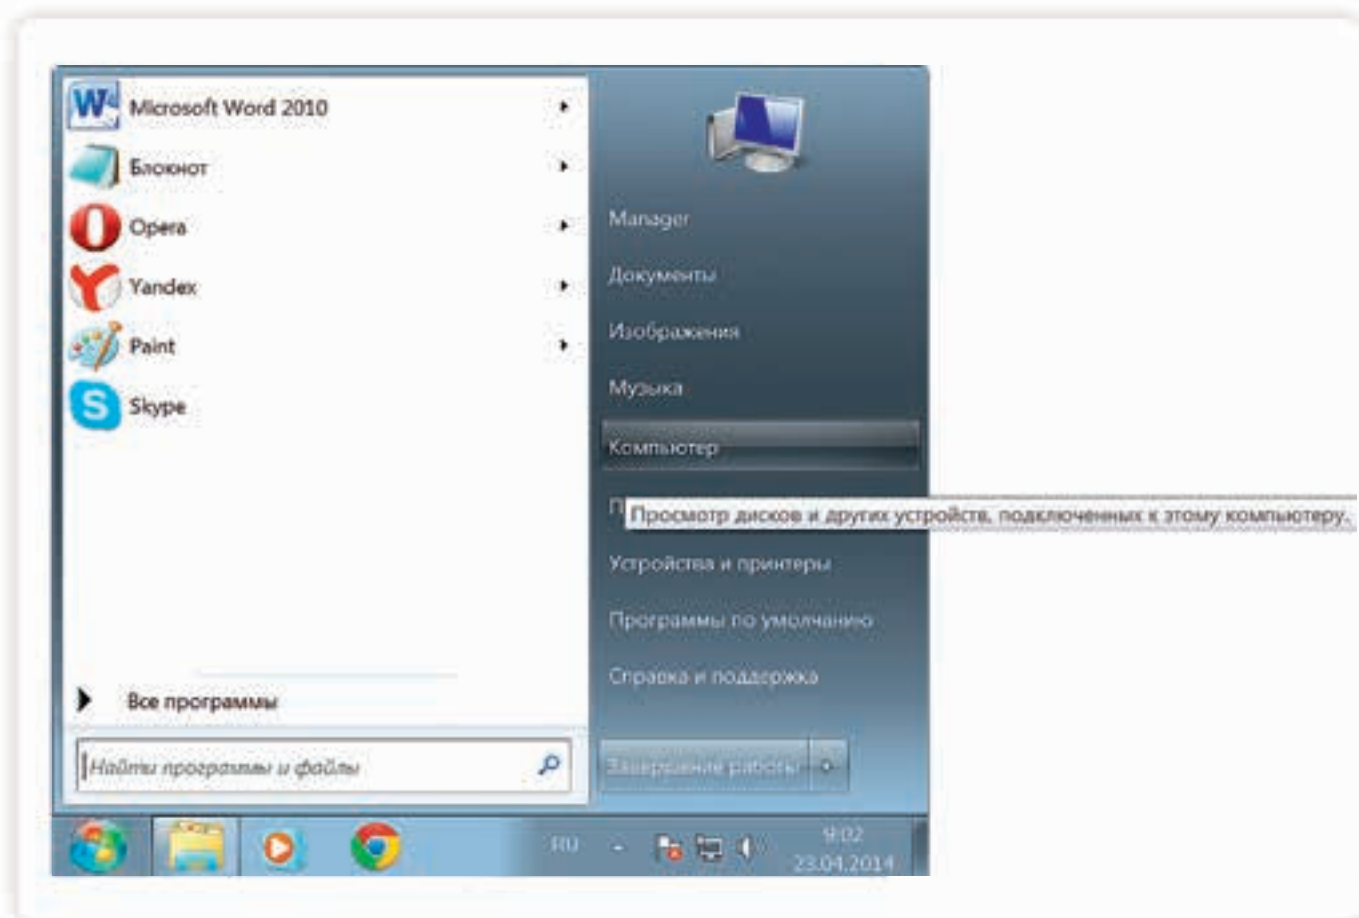 Microsoft Word 2010
Блокнот
Opera
Yandex
Paint
Skype
Все программы
Найти программы и файлы
Manager
Документы
Изображения
Музыка
Компьютер
П
Просмотр дисков и других устройств, подключенных к этому компьютеру.
Устройства и принтеры
Программы по умолчанию
Справка и поддержка
Завершение работы
RU
9:02
23.04.2014